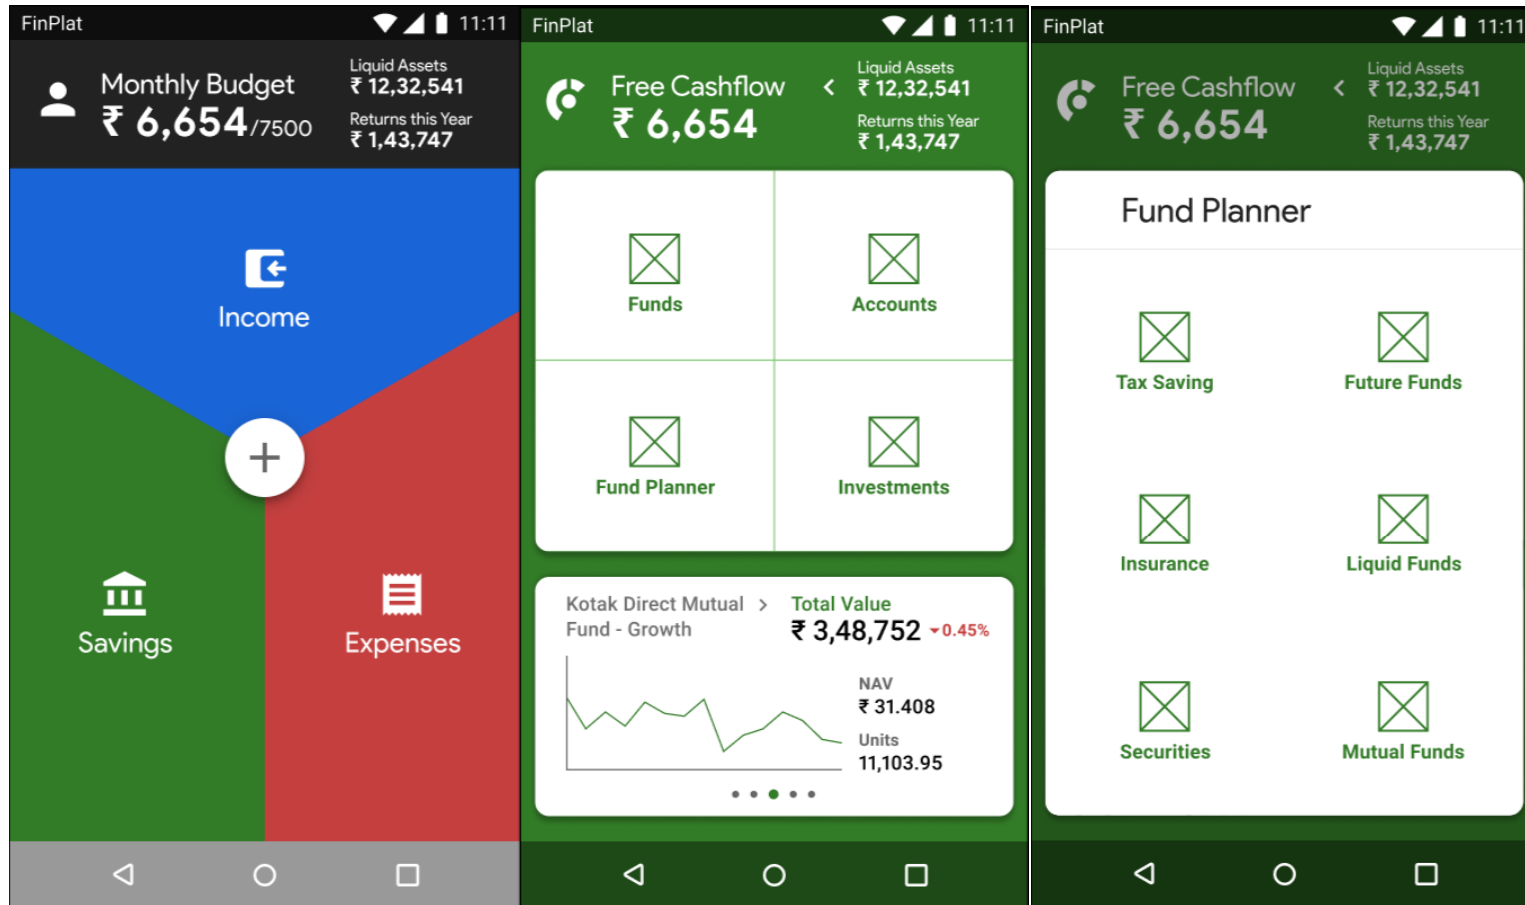 FinPlat 11:11
Monthly Budget
₹ 6,654/7500
Liquid Assets
₹ 12,32,541
Returns this Year
₹ 1,43,747
Income
Savings
Expenses
FinPlat 11:11
Free Cashflow
₹ 6,654
Liquid Assets
₹ 12,32,541
Returns this Year
₹ 1,43,747
Funds
Accounts
Fund Planner
Investments
Kotak Direct Mutual
Fund - Growth
Total Value
₹ 3,48,752 0.45%
NAV
₹ 31.408
Units
11,103.95
FinPlat 11:11
Free Cashflow
₹ 6,654
Liquid Assets
₹ 12,32,541
Returns this Year
₹ 1,43,747
Fund Planner
Tax Saving
Future Funds
Insurance
Liquid Funds
Securities
Mutual Funds